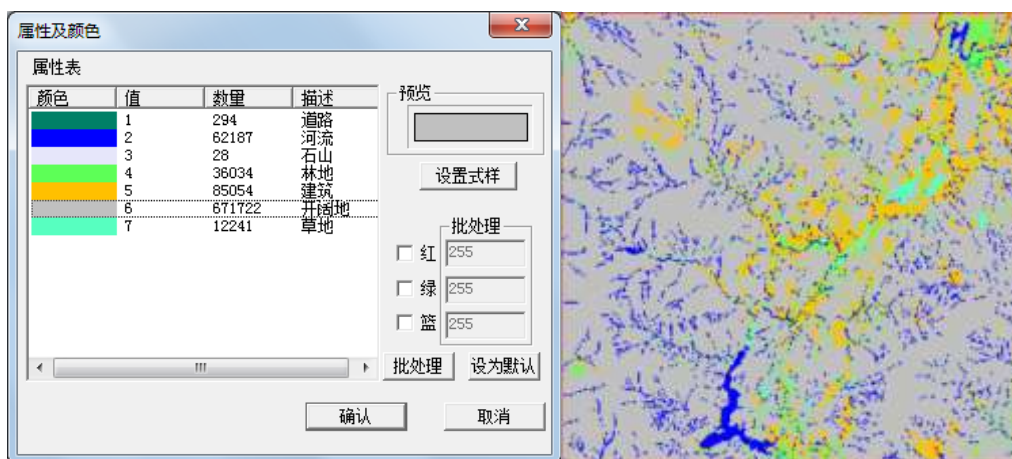 属性及颜色
属性表
颜色 值 数量 描述
1 294 道路
2 62187 河流
3 28 石山
4 36034 林地
5 85054 建筑
6 671722 开阔地
7 12241 草地
预览
设置式样
批处理
红 255
绿 255
篮 255
批处理 设为默认
确认 取消